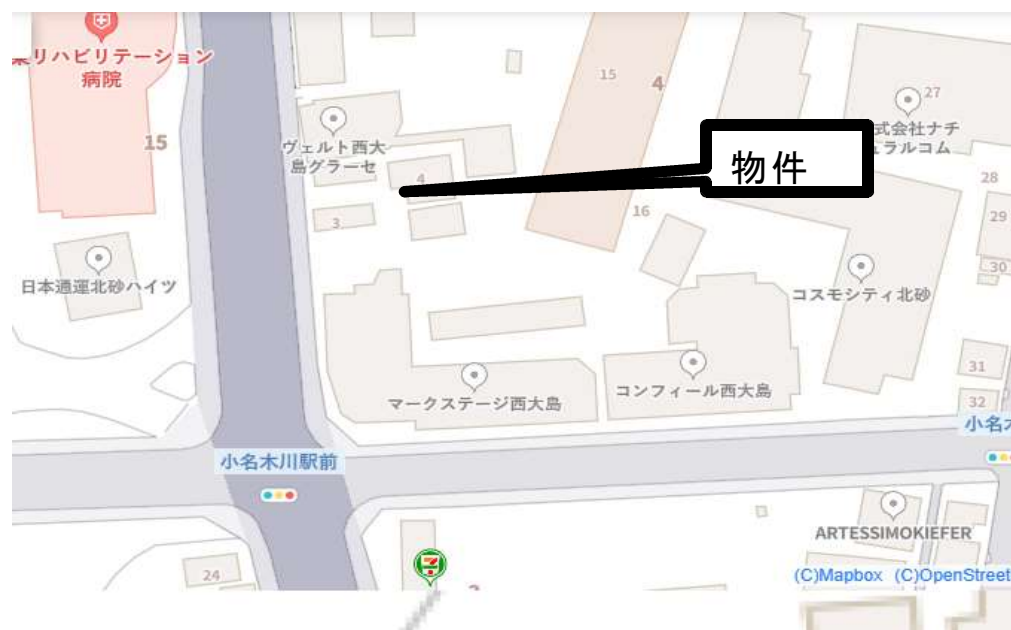 リハビリテーション
病院
15
15
4
27
式会社ナチ
ュラルコム
ヴェルト西大
島グラーセ
物件
4
28
3
16
29
日本通運北砂ハイツ
30
コスモシティ北砂
31
マークステージ西大島
コンフィール西大島
32
小名木
小名木川駅前
ARTESSIMOKIEFER
24
(C)Mapbox (C)OpenStreet